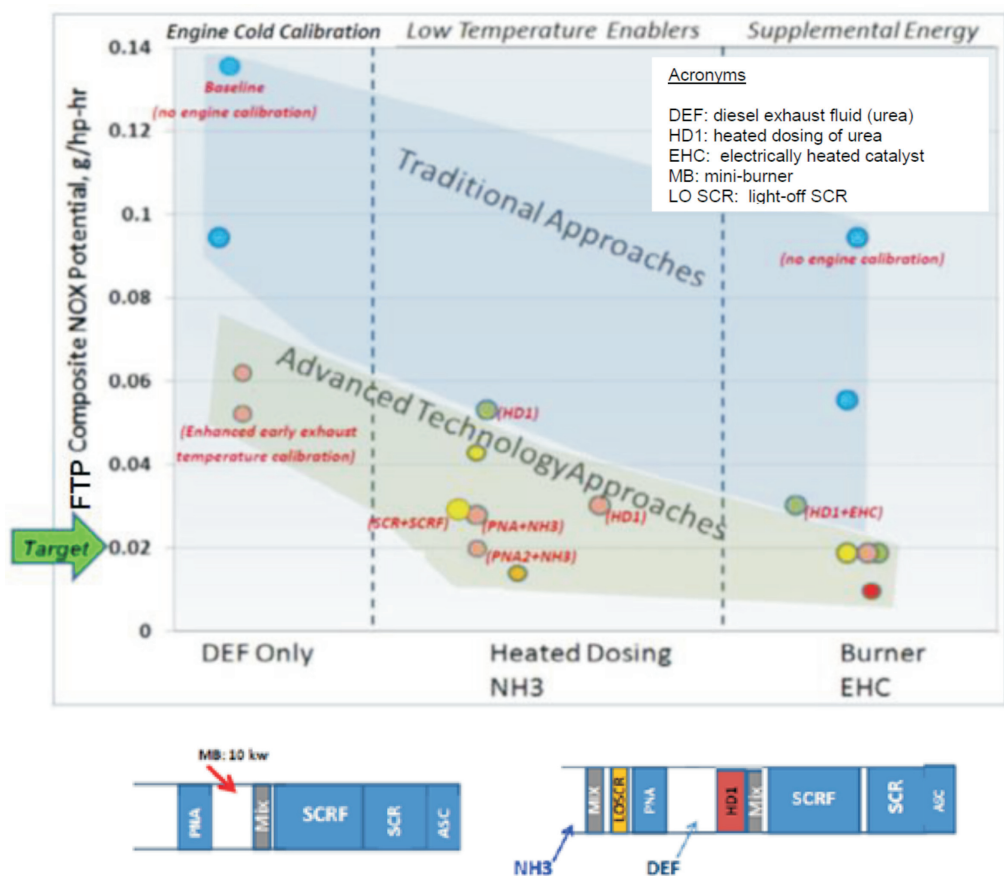 Engine Cold Calibration
Low Temperature Enablers
Supplemental Energy
FTP Composite NOX Potential, g/hp-hr
0.14
0.12
0.1
0.08
0.06
0.04
0.02
0
Target
Baseline
(no engine calibration)
Acronyms
DEF: diesel exhaust fluid (urea)
HD1: heated dosing of urea
EHC: electrically heated catalyst
MB: mini-burner
LO SCR: light-off SCR
Traditional Approaches
(no engine calibration)
Advanced TechnologyApproaches
(Enhanced early exhaust
temperature calibration)
(HD1)
(SCR+SCRF)
(PNA+NH3)
(HD1)
(PNA2+NH3)
(HD1+EHC)
DEF Only
Heated Dosing
NH3
Burner
EHC
MB: 10 kw
PNA
Mix
SCRF
SCR
ASC
MIX
LOSCR
PNA
HD1
Mix
SCRF
SCR
ASC
NH3
DEF